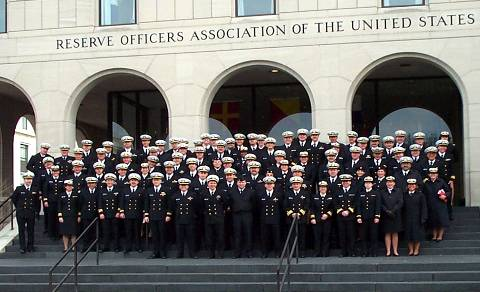 RESERVE OFFICERS ASSOCIATION OF THE UNITED STATES